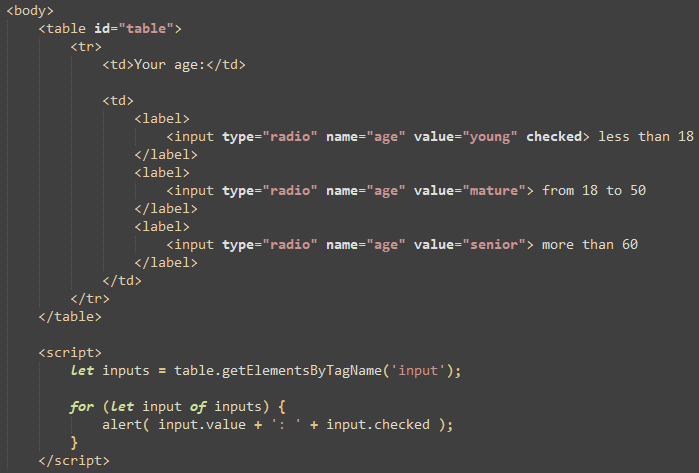 <body>
<table id="table">
<tr>
<td>Your age:</td>
<td>
<label>
<input type="radio" name="age" value="young" checked> less than 18
</label>
<label>
<input type="radio" name="age" value="mature"> from 18 to 50
</label>
<label>
<input type="radio" name="age" value="senior"> more than 60
</label>
</td>
</tr>
</table>
<script>
let inputs = table.getElementsByTagName('input');
for (let input of inputs) {
alert( input.value + ': ' + input.checked );
}
</script>